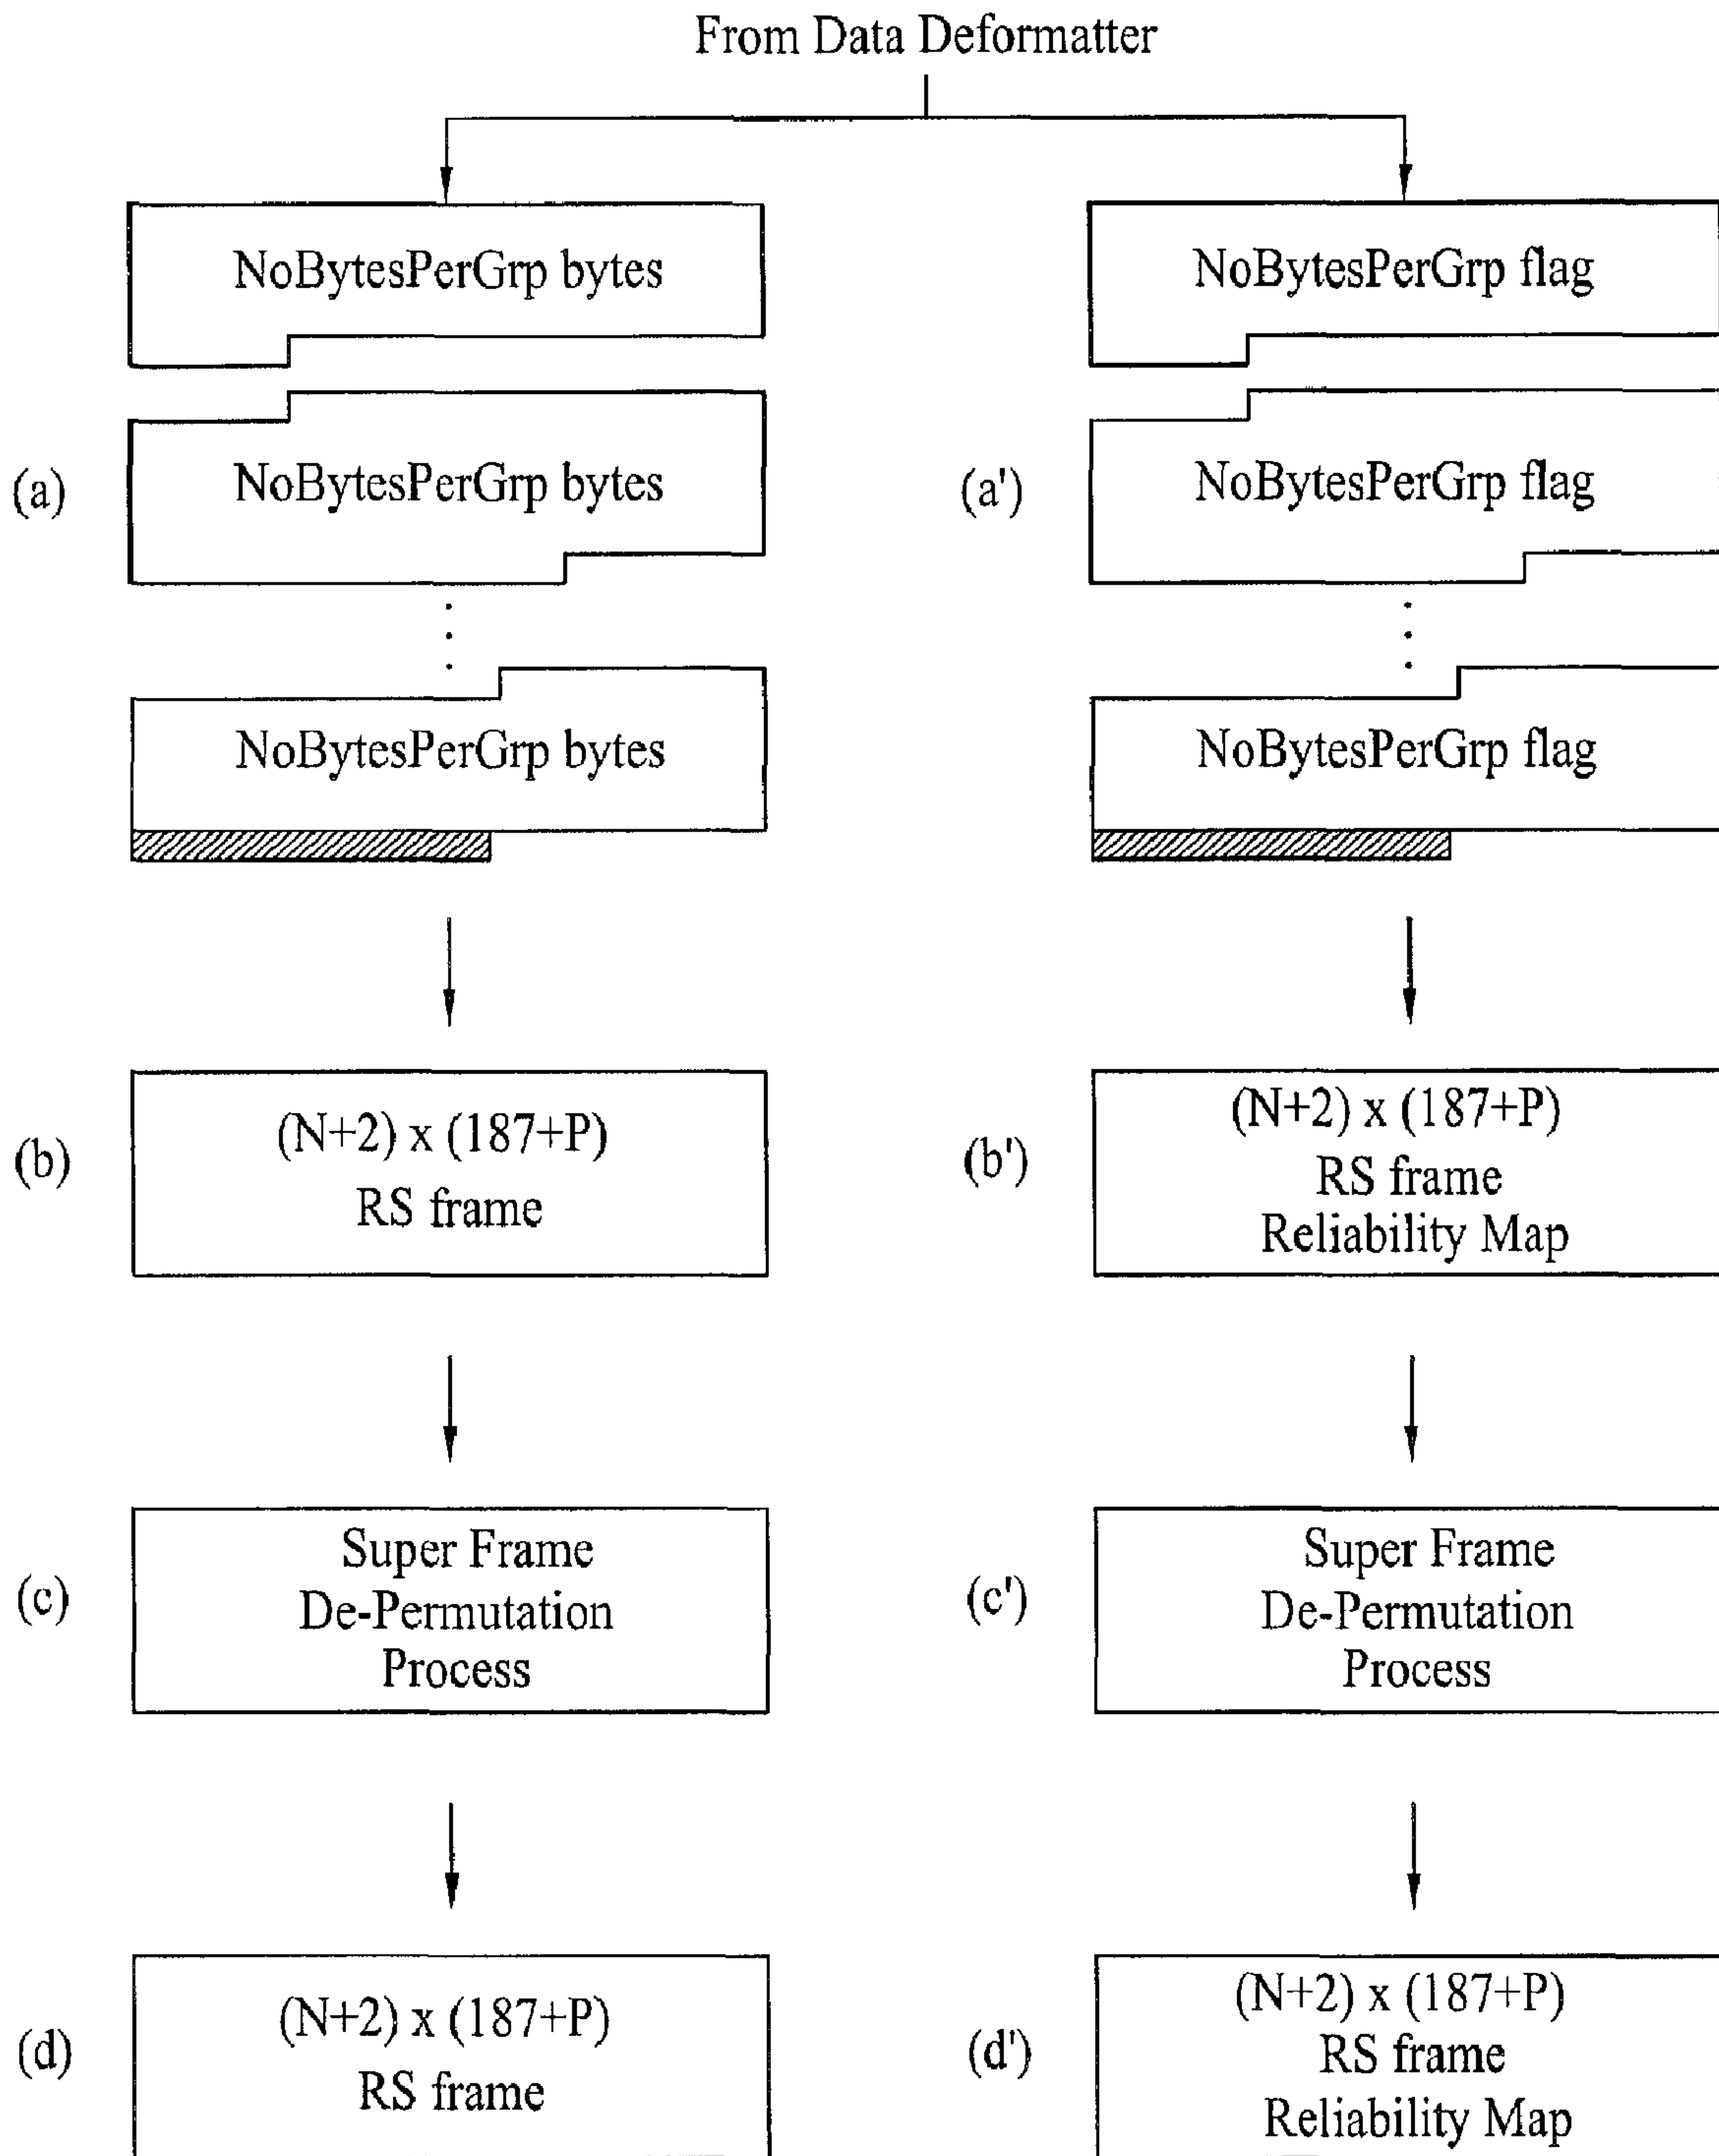 From Data Deformatter
NoBytesPerGrp bytes
NoBytesPerGrp flag
(a)
NoBytesPerGrp bytes
(a')
NoBytesPerGrp flag
NoBytesPerGrp bytes
NoBytesPerGrp flag
(b)
(N+2) x (187+P)
RS frame
(b')
(N+2) x (187+P)
RS frame
Reliability Map
(c)
Super Frame
De-Permutation
Process
(c')
Super Frame
De-Permutation
Process
(d)
(N+2) x (187+P)
RS frame
(d')
(N+2) x (187+P)
RS frame
Reliability Map